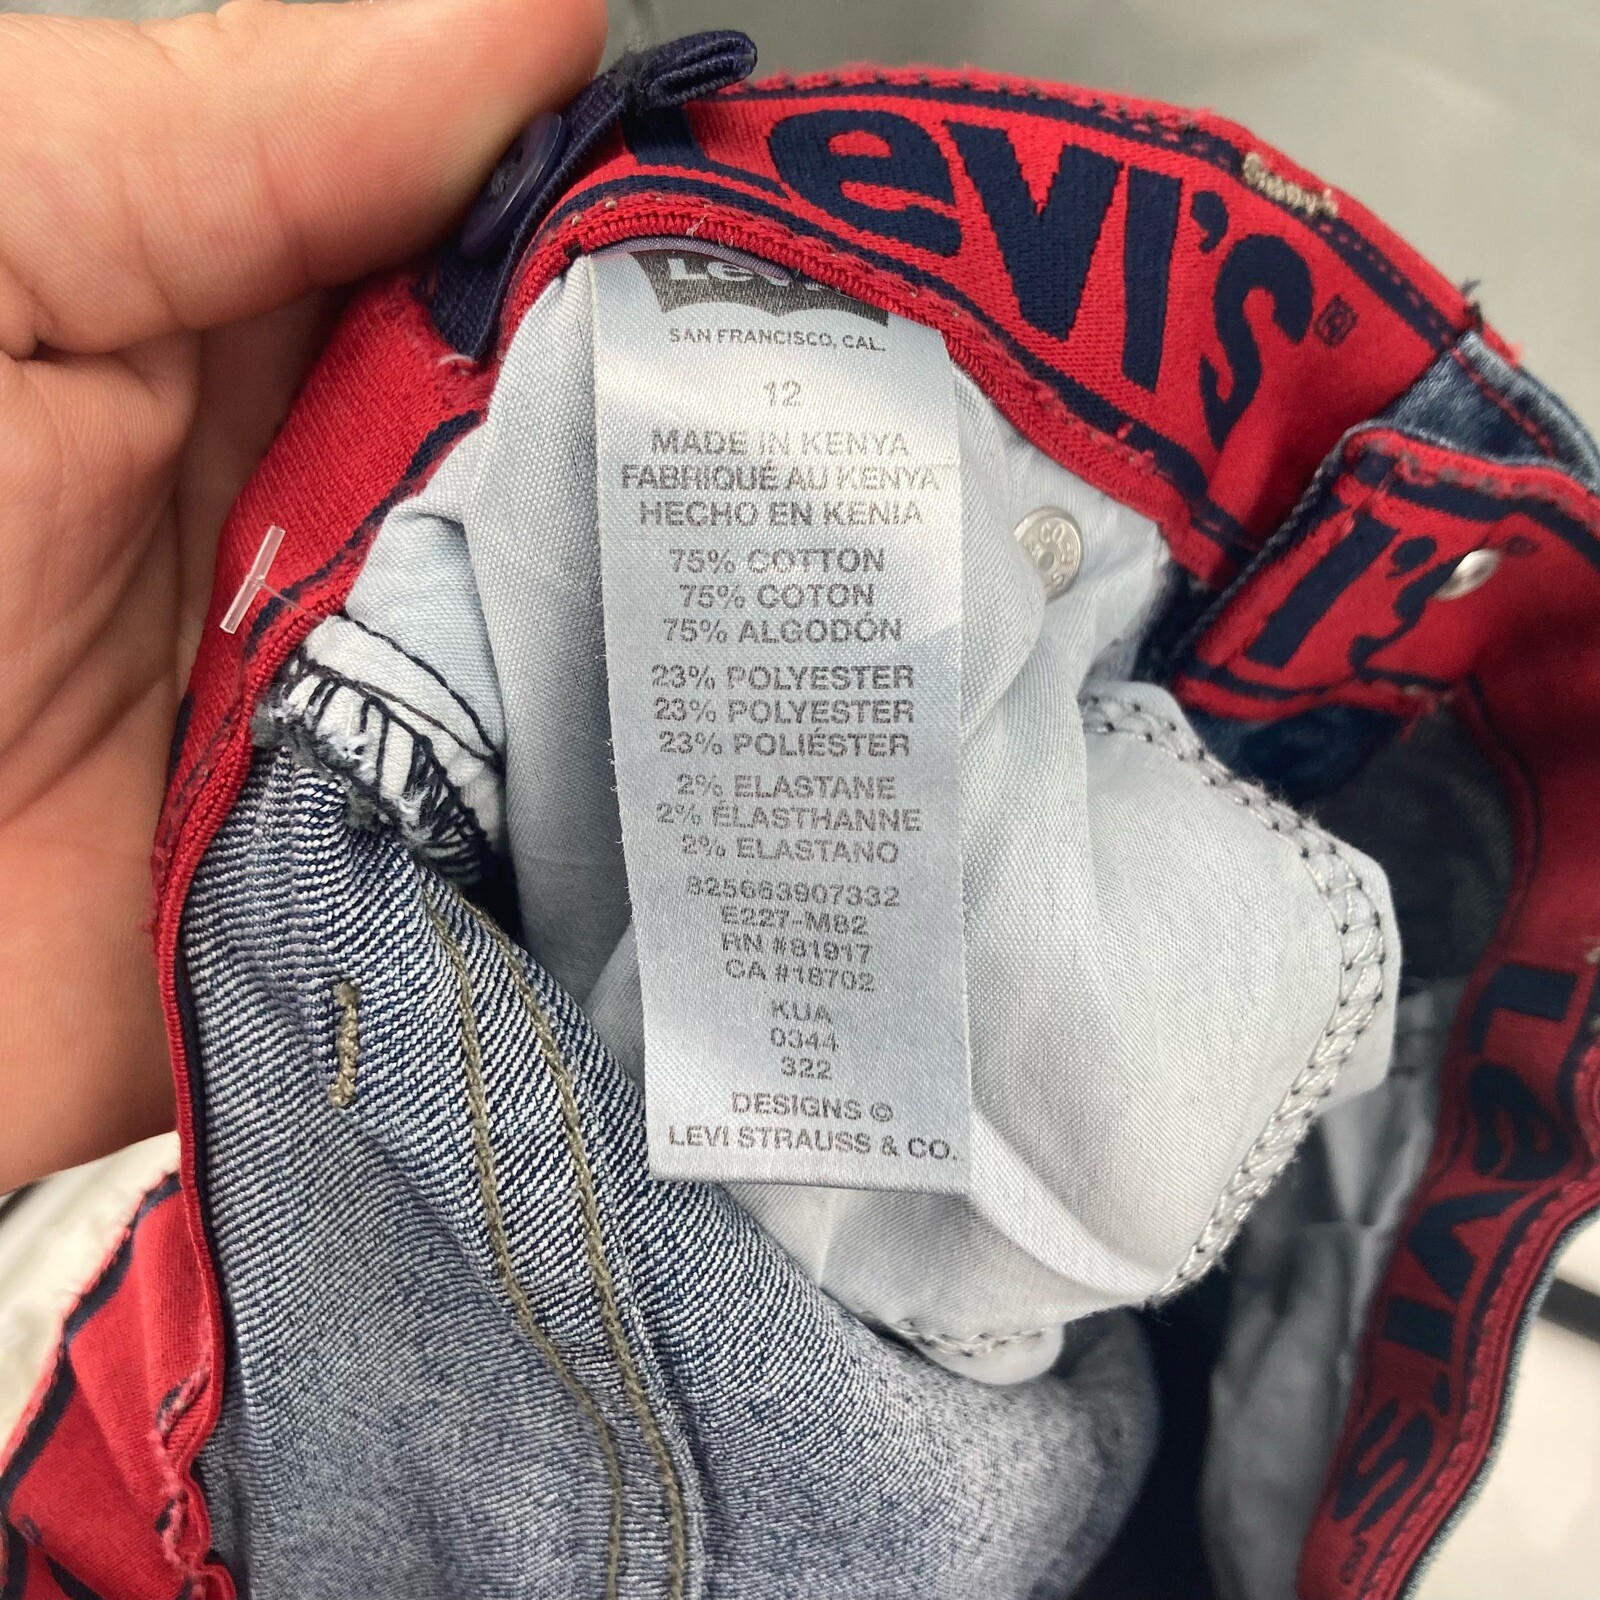 Levi's
®
SAN FRANCISCO, CAL.
12
MADE IN KENYA
FABRIQUÉ AU KENYA
HECHO EN KENIA
75% COTTON
75% COTON
75% ALGODÓN
23% POLYESTER
23% POLYESTER
23% POLIÉSTER
2% ELASTANE
2% ÉLASTHANNE
2% ELASTANO
825663907332
E227-M82
RN #81917
CA #18702
KUA
0344
322
DESIGNS ©
LEVI STRAUSS & CO.
I's
Levi's